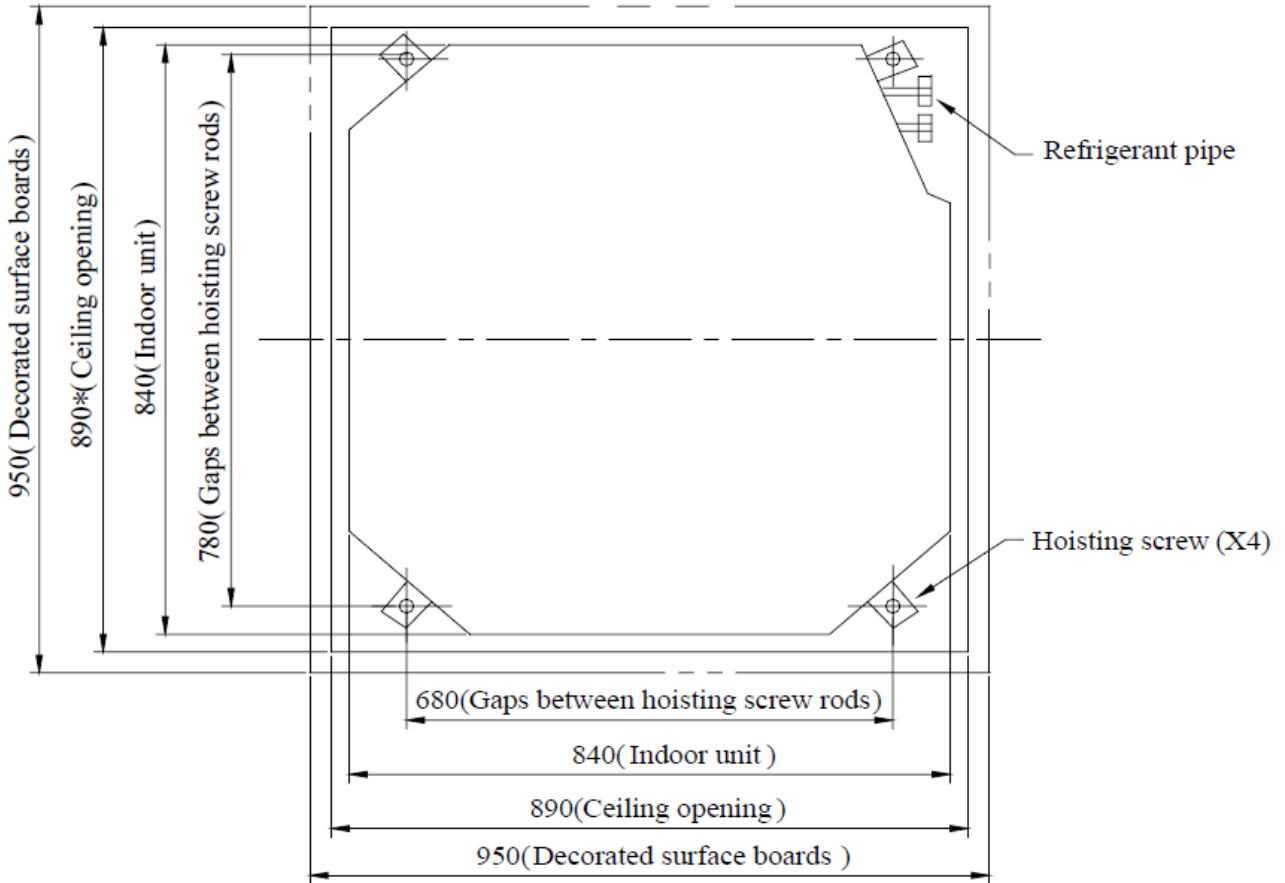 950(Decorated surface boards)
890*(Ceiling opening)
840(Indoor unit)
780(Gaps between hoisting screw rods)
Refrigerant pipe
Hoisting screw (X4)
680(Gaps between hoisting screw rods)
840(Indoor unit)
890(Ceiling opening)
950(Decorated surface boards)